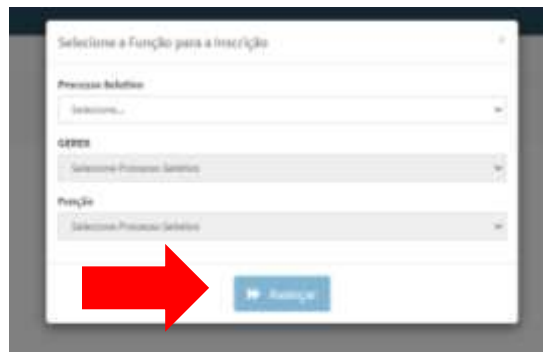 Selecione a Função para a Inscrição
Processo Seletivo
Selecione...
GERES
Selecione Processo Seletivo
Função
Selecione Processo Seletivo
Avançar